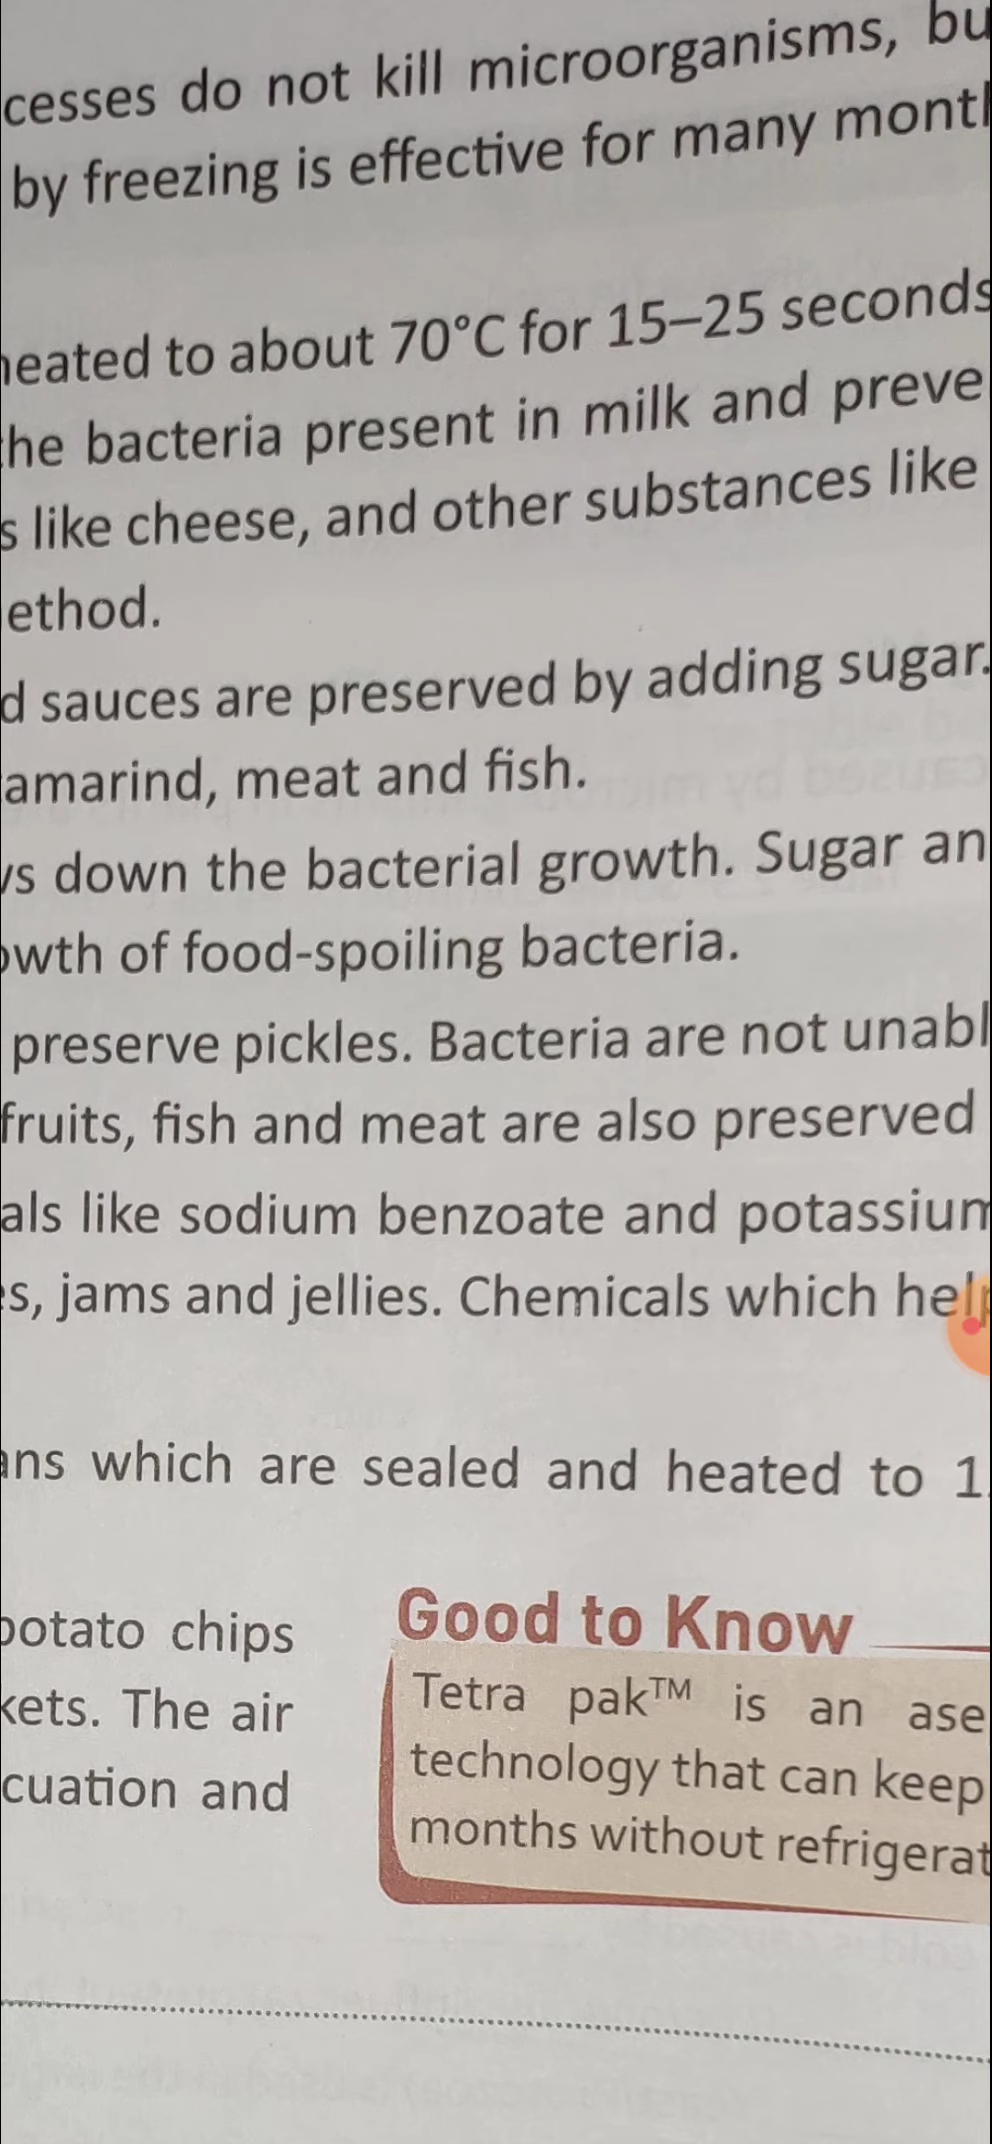 cesses do not kill microorganisms, bu
by freezing is effective for many mont
eated to about 70°C for 15–25 seconds
he bacteria present in milk and preve
s like cheese, and other substances like
ethod.
d sauces are preserved by adding sugar.
amarind, meat and fish.
s down the bacterial growth. Sugar an
wth of food-spoiling bacteria.
preserve pickles. Bacteria are not unabl
fruits, fish and meat are also preserved
als like sodium benzoate and potassium
s, jams and jellies. Chemicals which help
ns which are sealed and heated to 1
potato chips
kets. The air
cuation and
Good to Know
Tetra pak™ is an ase
technology that can keep
months without refrigerat